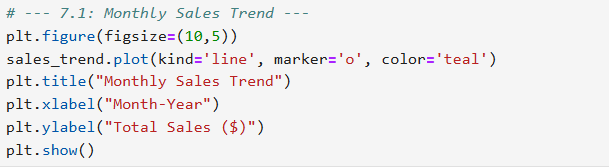 # --- 7.1: Monthly Sales Trend ---
plt.figure(figsize=(10,5))
sales_trend.plot(kind='line', marker='o', color='teal')
plt.title("Monthly Sales Trend")
plt.xlabel("Month-Year")
plt.ylabel("Total Sales ($)")
plt.show()